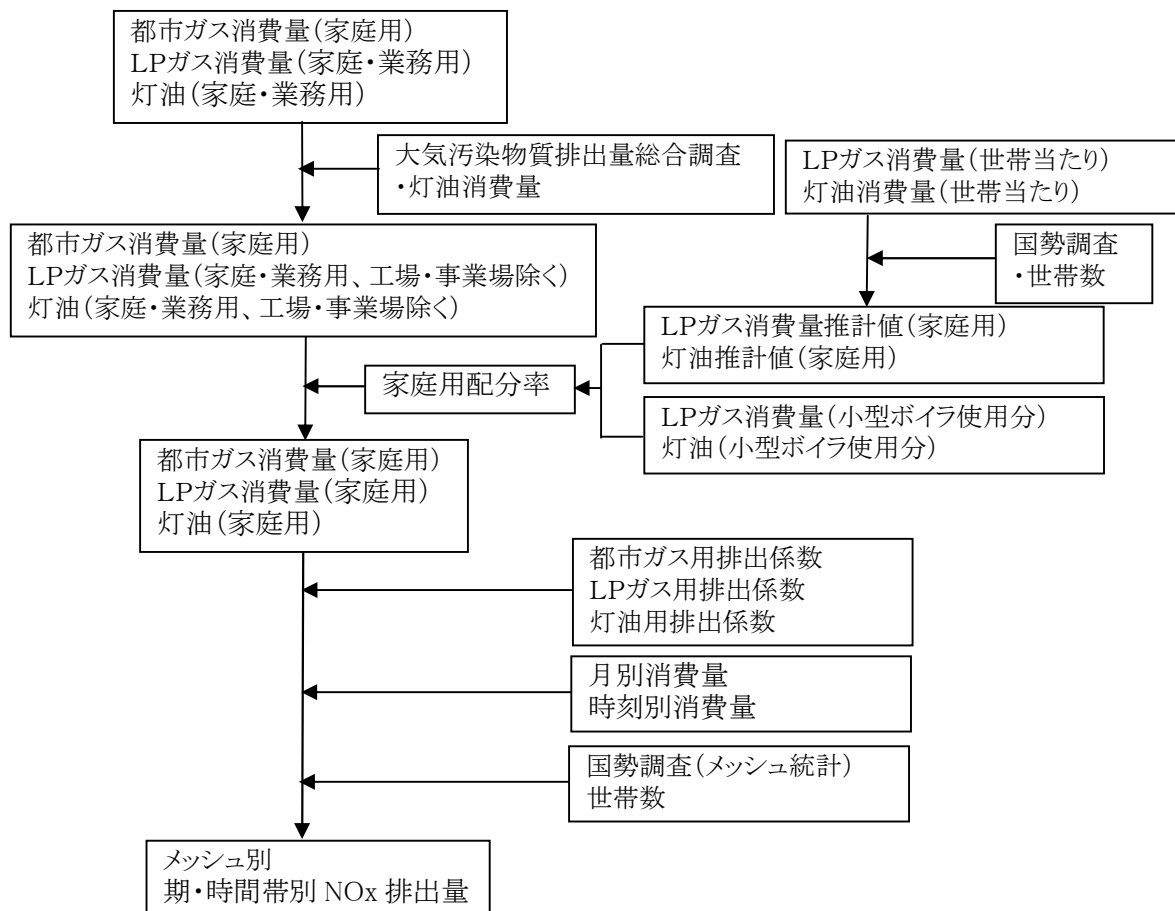 都市ガス消費量(家庭用)
LPガス消費量(家庭・業務用)
灯油(家庭・業務用)
大気汚染物質排出量総合調査
・灯油消費量
LPガス消費量(世帯当たり)
灯油消費量(世帯当たり)
都市ガス消費量(家庭用)
LPガス消費量(家庭・業務用、工場・事業場除く)
灯油(家庭・業務用、工場・事業場除く)
国勢調査
・世帯数
LPガス消費量推計値(家庭用)
灯油推計値(家庭用)
家庭用配分率
LPガス消費量(小型ボイラ使用分)
灯油(小型ボイラ使用分)
都市ガス消費量(家庭用)
LPガス消費量(家庭用)
灯油(家庭用)
都市ガス用排出係数
LPガス用排出係数
灯油用排出係数
月別消費量
時刻別消費量
国勢調査(メッシュ統計)
世帯数
メッシュ別
期・時間帯別 NOx 排出量